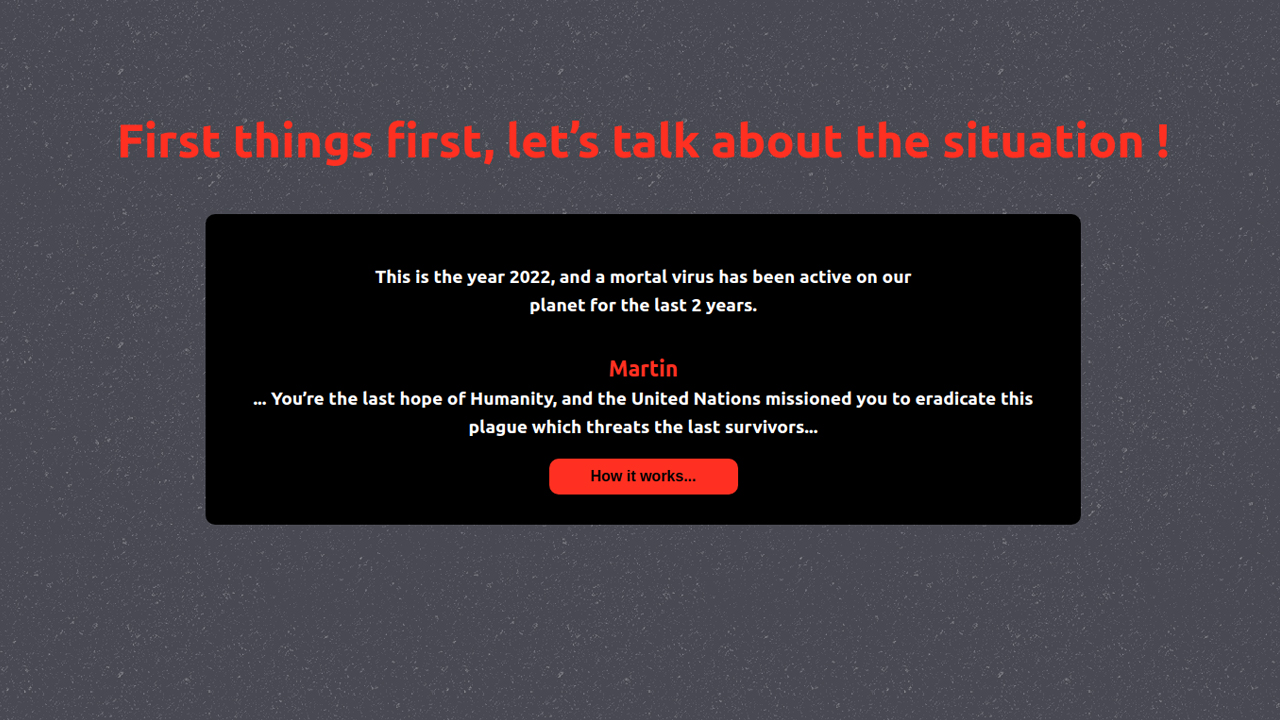 First things first, let’s talk about the situation !
This is the year 2022, and a mortal virus has been active on our
planet for the last 2 years.
Martin
... You’re the last hope of Humanity, and the United Nations missioned you to eradicate this
plague which threats the last survivors...
How it works...